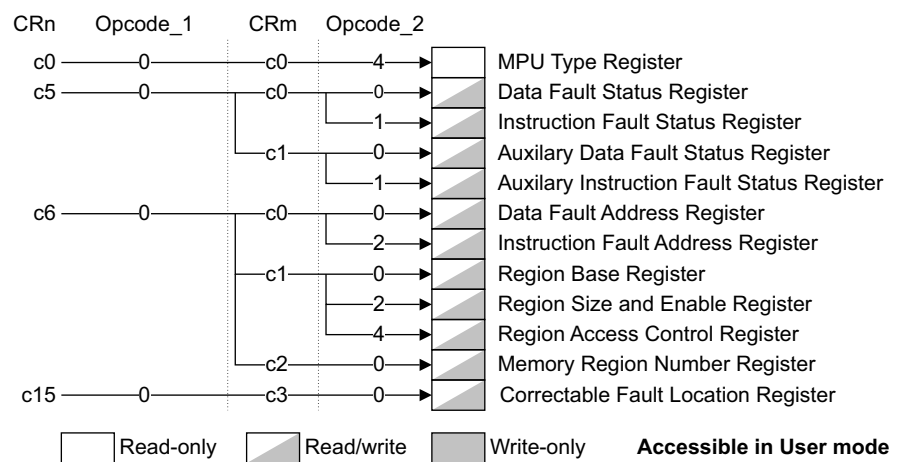 CRn Opcode_1 CRm Opcode_2
c0 0 c0 4 MPU Type Register
c5 0 c0 0 Data Fault Status Register
1 Instruction Fault Status Register
c1 0 Auxilary Data Fault Status Register
1 Auxilary Instruction Fault Status Register
c6 0 c0 0 Data Fault Address Register
2 Instruction Fault Address Register
c1 0 Region Base Register
2 Region Size and Enable Register
4 Region Access Control Register
c2 0 Memory Region Number Register
c15 0 c3 0 Correctable Fault Location Register
Read-only Read/write Write-only Accessible in User mode